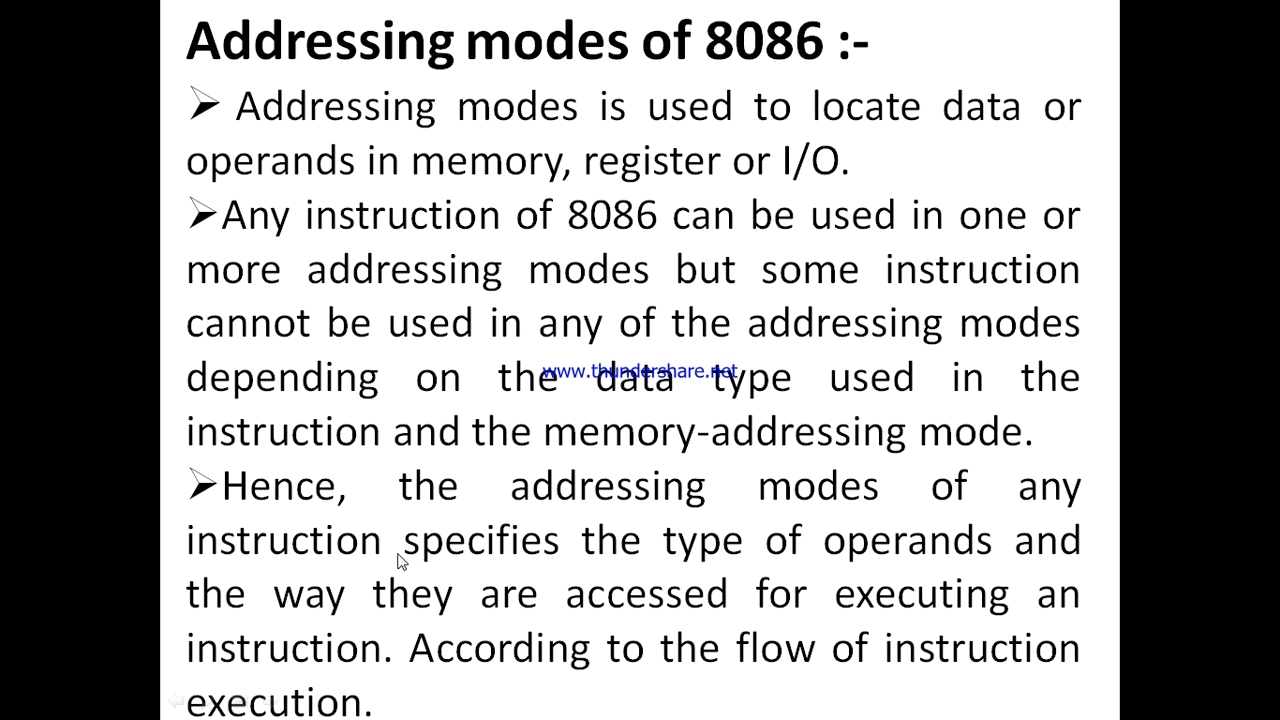 Addressing modes of 8086 :-
➢ Addressing modes is used to locate data or
operands in memory, register or I/O.
➢Any instruction of 8086 can be used in one or
more addressing modes but some instruction
cannot be used in any of the addressing modes
depending on the data type used in the
www.thundershare.net
instruction and the memory-addressing mode.
➢Hence, the addressing modes of any
instruction specifies the type of operands and
the way they are accessed for executing an
instruction. According to the flow of instruction
execution.